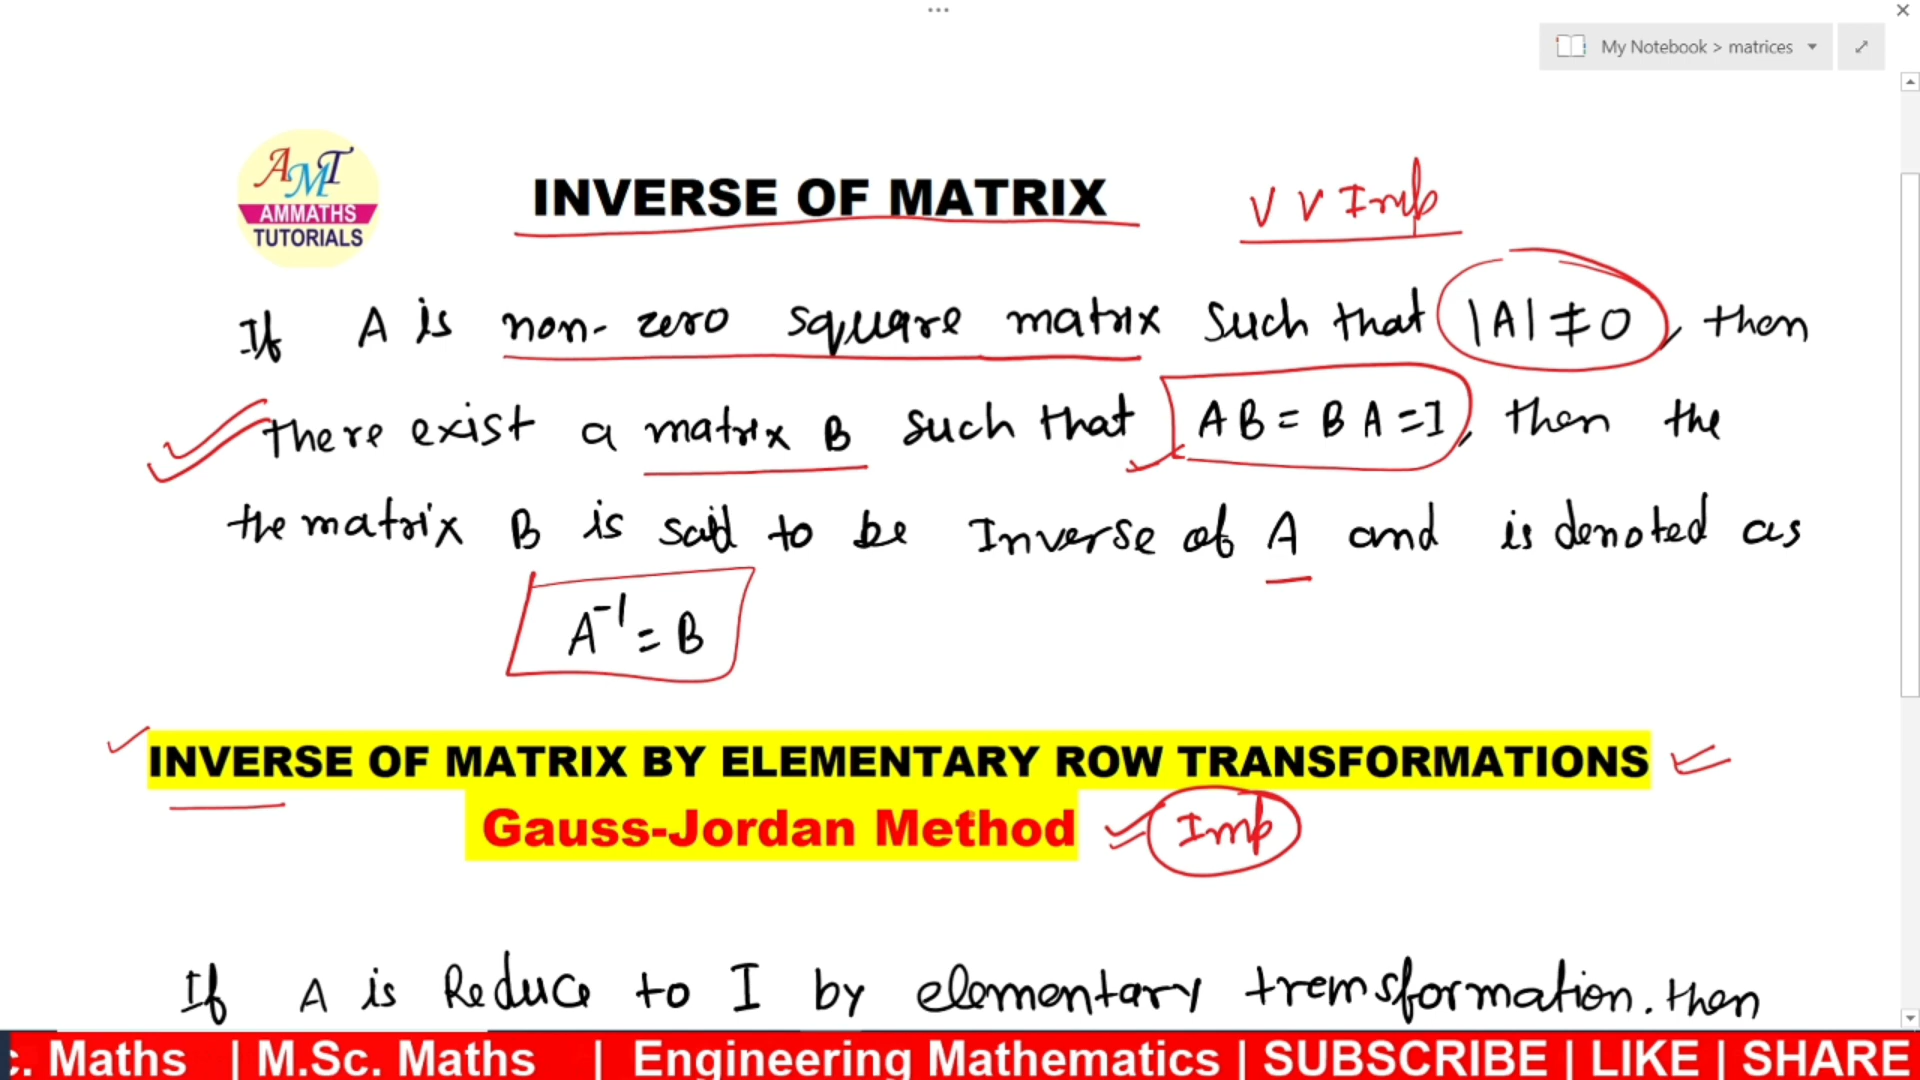 My Notebook > matrices
AMT
AMMATHS
TUTORIALS
INVERSE OF MATRIX
V V Imp
If A is non-zero square matrix such that |A| ≠ 0, then
there exist a matrix B such that AB = BA = I, then the
the matrix B is said to be Inverse of A and is denoted as
A⁻¹ = B
INVERSE OF MATRIX BY ELEMENTARY ROW TRANSFORMATIONS
Gauss-Jordan Method
Imp
If A is Reduce to I by elementary transformation. then
c. Maths | M.Sc. Maths | Engineering Mathematics | SUBSCRIBE | LIKE | SHARE